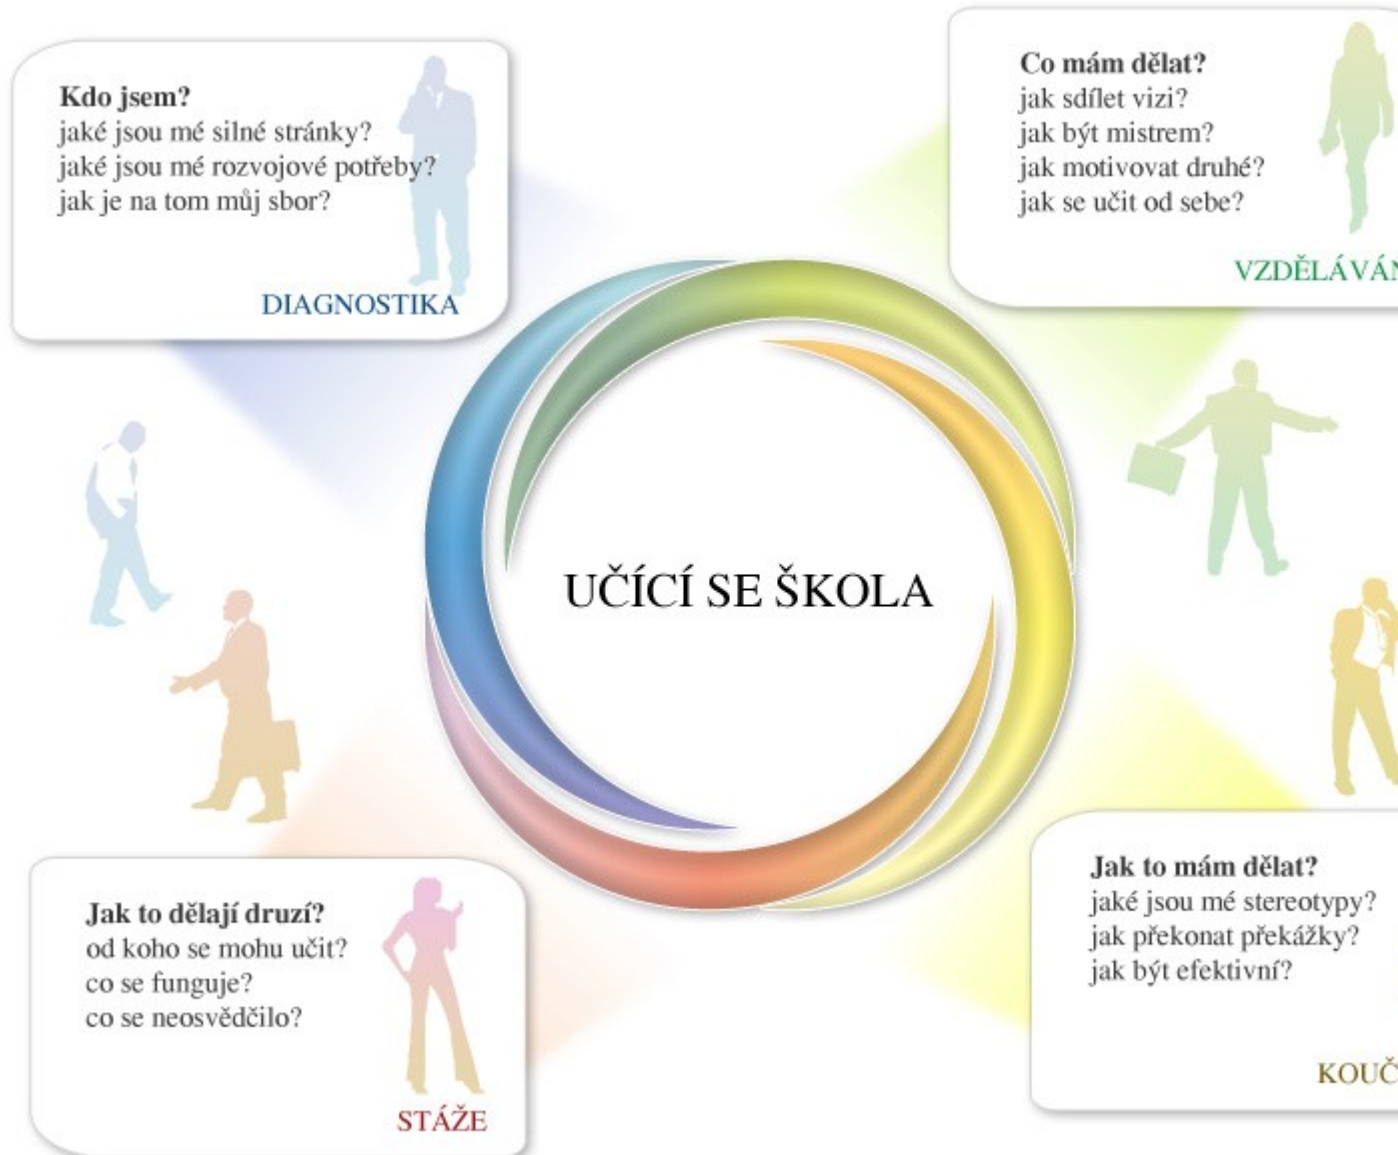 Kdo jsem?
jaké jsou mé silné stránky?
jaké jsou mé rozvojové potřeby?
jak je na tom můj sbor?
DIAGNOSTIKA
Co mám dělat?
jak sdílet vizi?
jak být mistrem?
jak motivovat druhé?
jak se učit od sebe?
UČÍCÍ SE ŠKOLA
Jak to dělají druzí?
od koho se mohu učit?
co se funguje?
co se neosvědčilo?
STÁŽE
Jak to mám dělat?
jaké jsou mé stereotypy?
jak překonat překážky?
jak být efektivní?